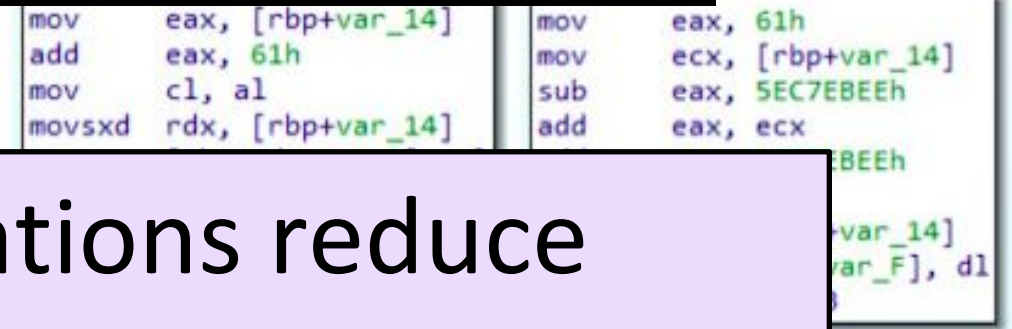 mov eax, [rbp+var_14]
add eax, 61h
mov cl, al
movsxd rdx, [rbp+var_14]
mov eax, 61h
mov ecx, [rbp+var_14]
sub eax, 5EC7EBEEh
add eax, ecx
EBEEh
var_14]
var_F], dl
ations reduce